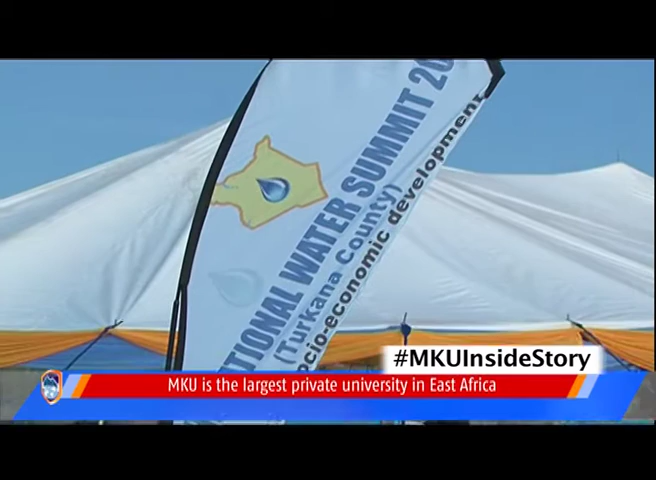 TIONAL WATER SUMMIT 20
(Turkana County)
ocio-economic development
#MKUInsideStory
MKU is the largest private university in East Africa